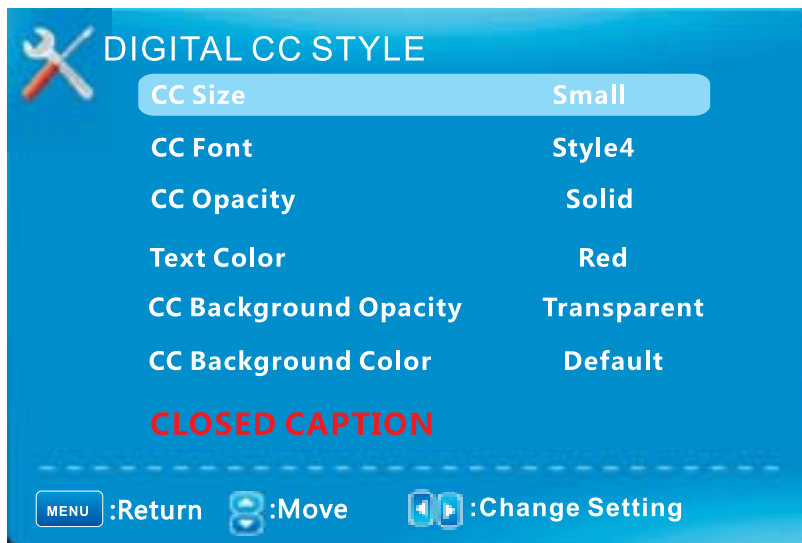 DIGITAL CC STYLE
CC Size Small
CC Font Style4
CC Opacity Solid
Text Color Red
CC Background Opacity Transparent
CC Background Color Default
CLOSED CAPTION
MENU :Return :Move :Change Setting